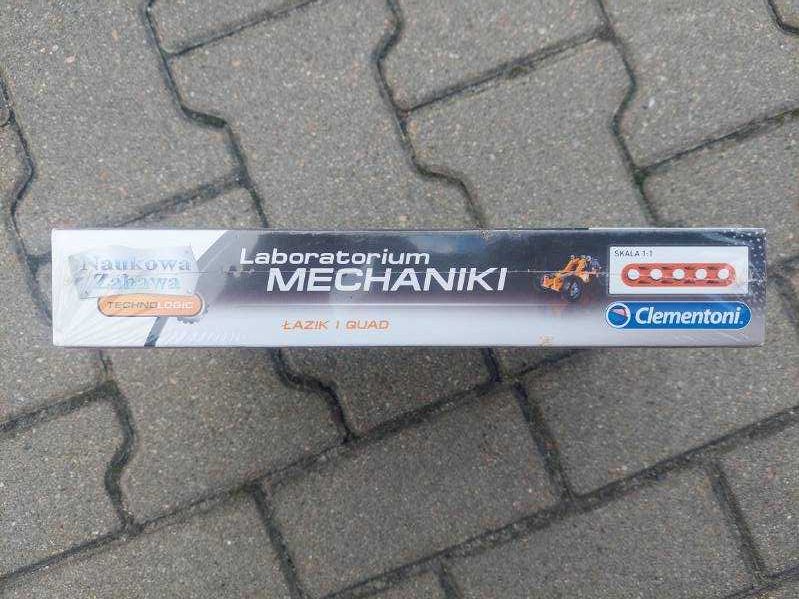 Naukowa
Zabawa
TECHNOLOGIC
Laboratorium
MECHANIKI
ŁAZIK I QUAD
SKALA 1:1
Clementoni